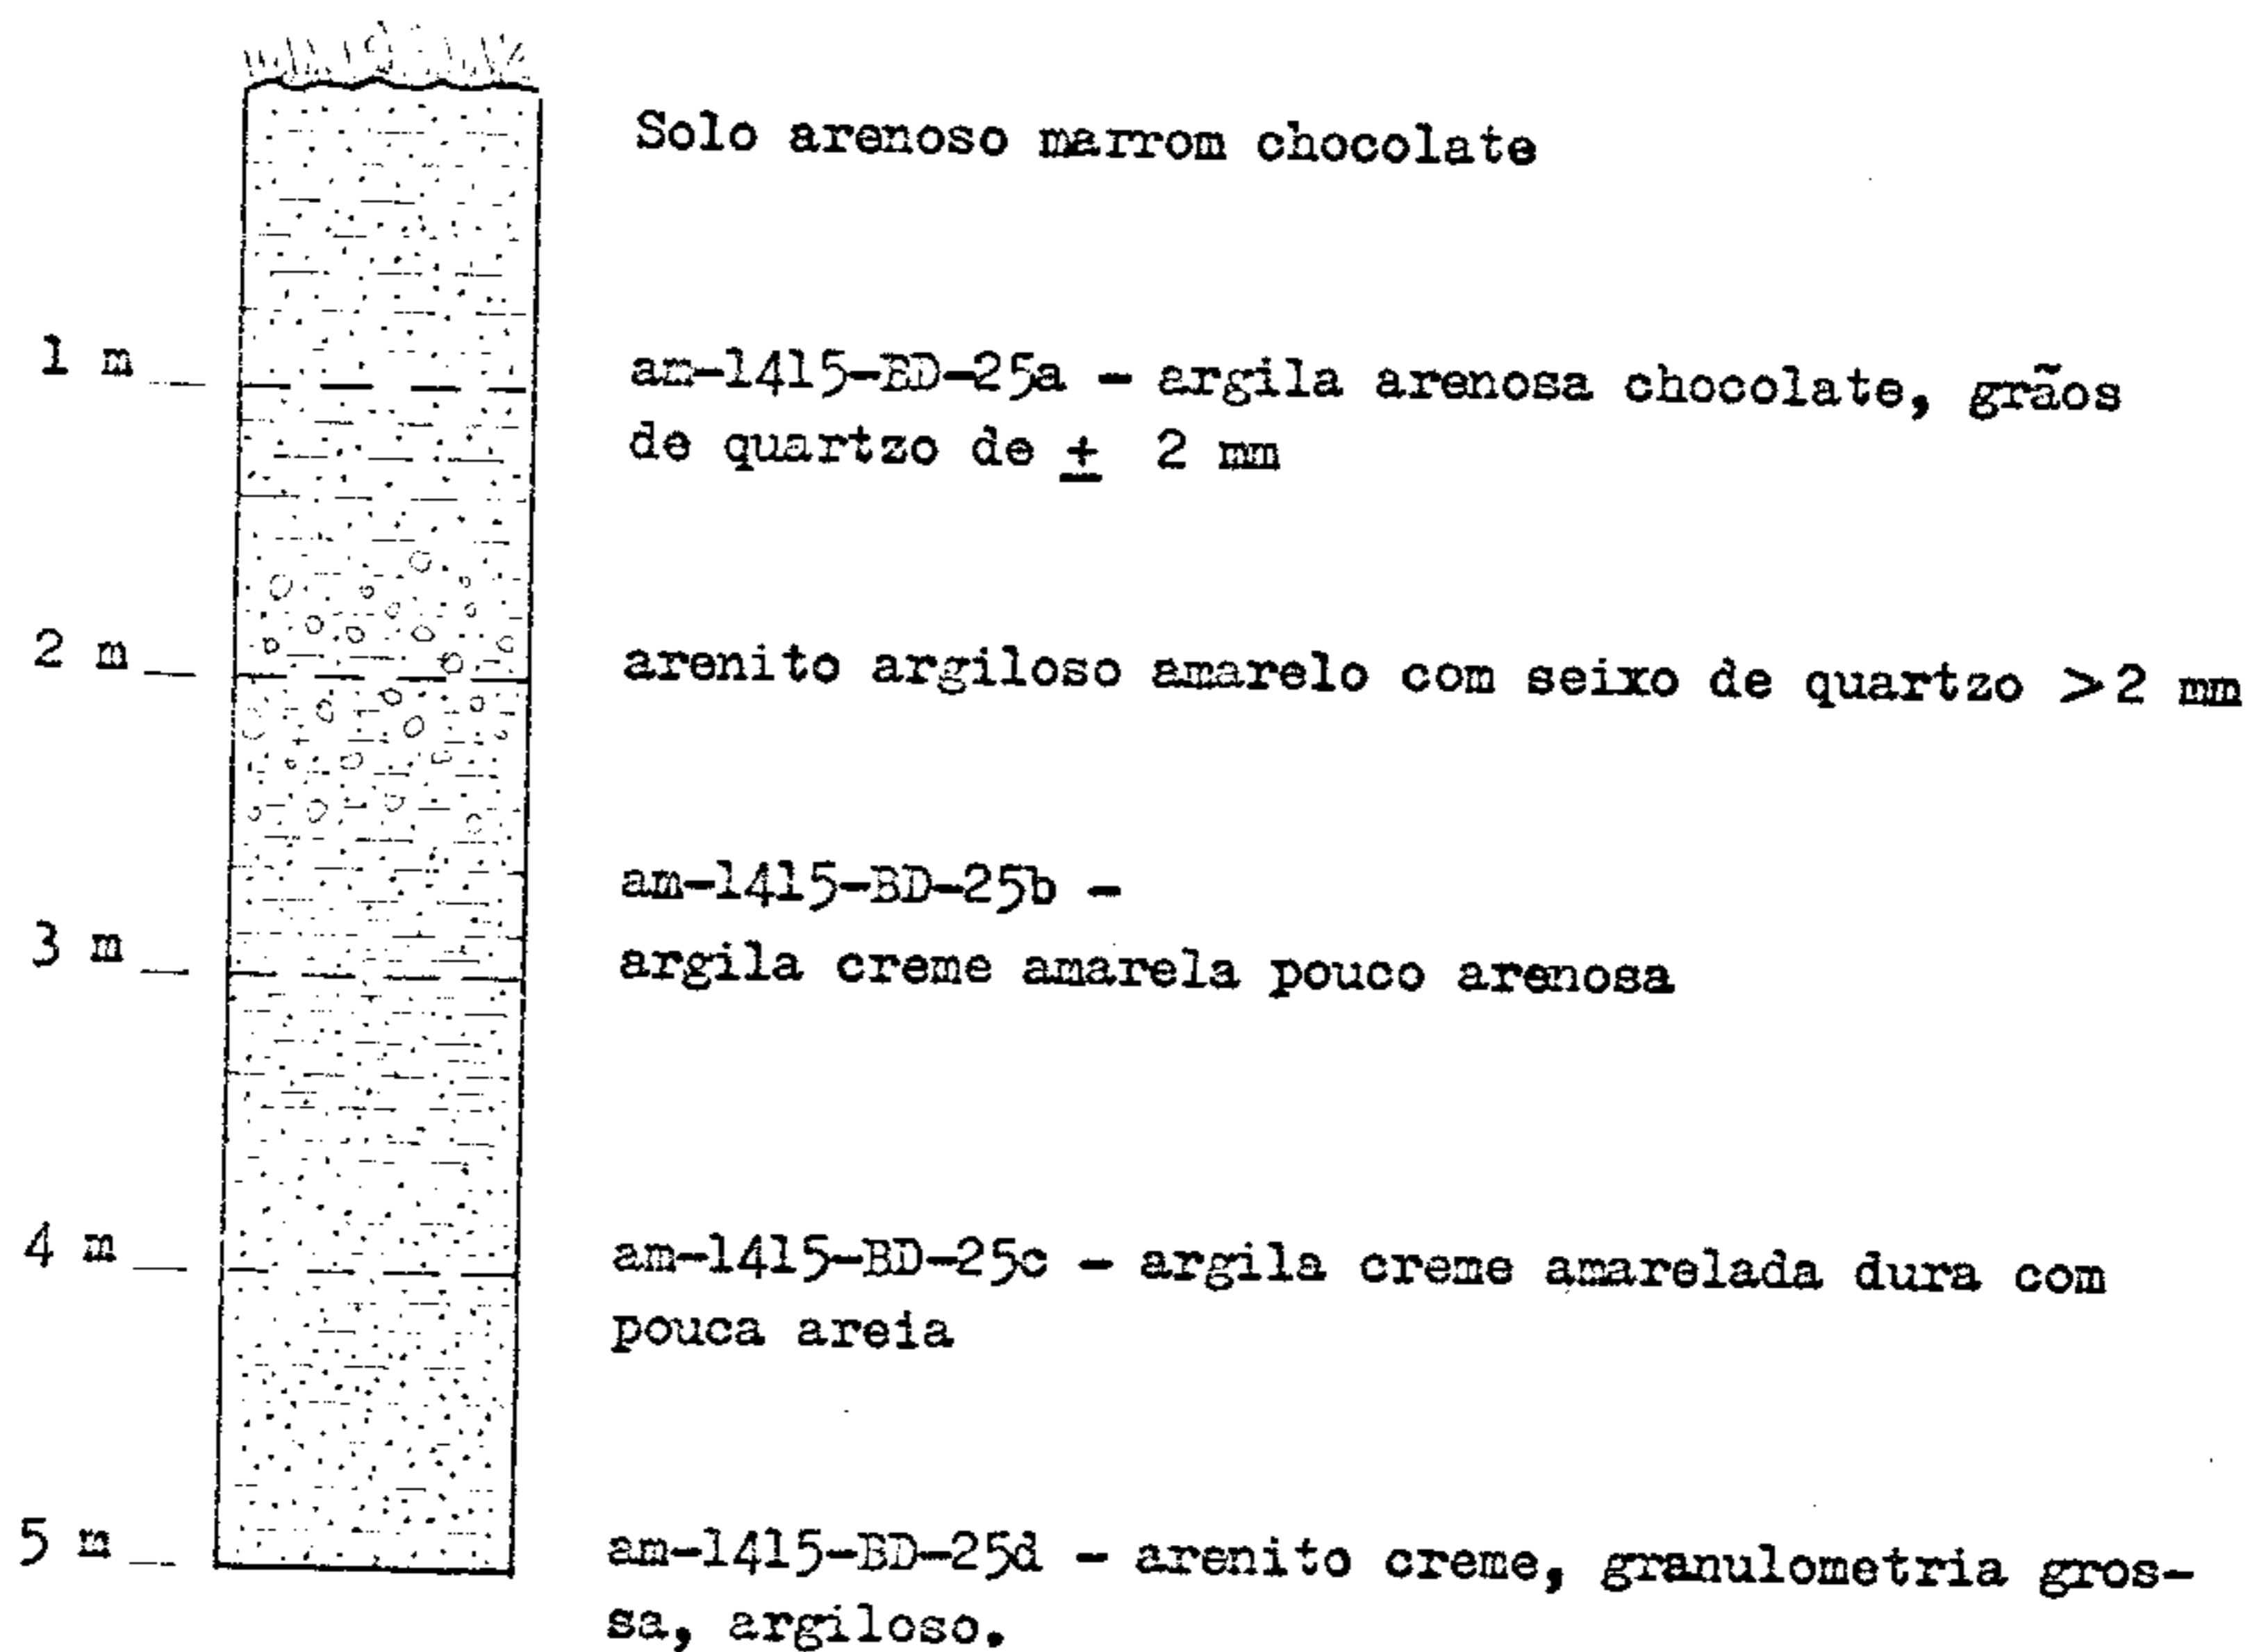 Solo arenoso marrom chocolate
1 m
am-1415-BD-25a - argila arenosa chocolate, grãos
de quartzo de ± 2 mm
2 m
arenito argiloso amarelo com seixo de quartzo >2 mm
am-1415-BD-25b -
3 m
argila creme amarela pouco arenosa
4 m
am-1415-BD-25c - argila creme amarelada dura com
pouca areia
5 m
am-1415-BD-25d - arenito creme, granulometria gros-
sa, argiloso.